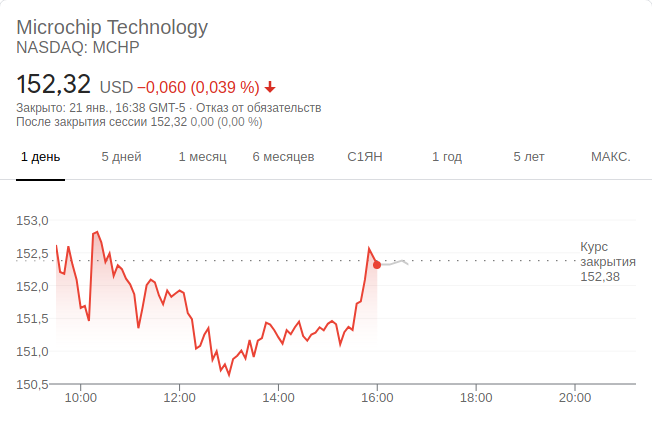 Microchip Technology
NASDAQ: MCHP
152,32 USD −0,060 (0,039 %)
Закрыто: 21 янв., 16:38 GMT-5 · Отказ от обязательств
После закрытия сессии 152,32 0,00 (0,00 %)
1 день 5 дней 1 месяц 6 месяцев С1ЯН 1 год 5 лет МАКС.
153,0
152,5
152,0
151,5
151,0
150,5
Курс
закрытия
152,38
10:00 12:00 14:00 16:00 18:00 20:00